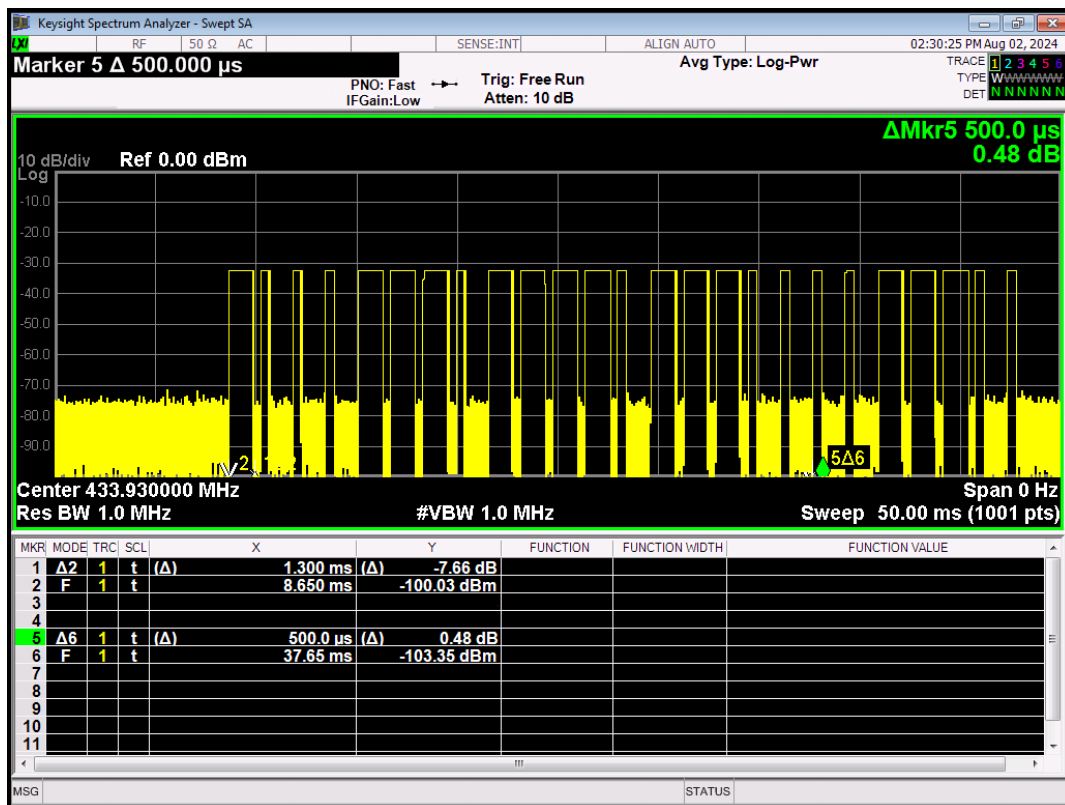 Keysight Spectrum Analyzer - Swept SA
LXI RF 50 Ω AC SENSE:INT ALIGN AUTO 02:30:25 PM Aug 02, 2024
Marker 5 Δ 500.000 µs
PNO: Fast
IFGain:Low
Trig: Free Run
Atten: 10 dB
Avg Type: Log-Pwr
TRACE 1 2 3 4 5 6
TYPE WWWWWW
DET N N N N N N
ΔMkr5 500.0 µs
0.48 dB
10 dB/div Ref 0.00 dBm
Log
-10.0
-20.0
-30.0
-40.0
-50.0
-60.0
-70.0
-80.0
-90.0
2
5Δ6
Center 433.930000 MHz Span 0 Hz
Res BW 1.0 MHz #VBW 1.0 MHz Sweep 50.00 ms (1001 pts)
MKR MODE TRC SCL X Y FUNCTION FUNCTION WIDTH FUNCTION VALUE
1 Δ2 1 t (Δ) 1.300 ms (Δ) -7.66 dB
2 F 1 t 8.650 ms -100.03 dBm
3
4
5 Δ6 1 t (Δ) 500.0 µs (Δ) 0.48 dB
6 F 1 t 37.65 ms -103.35 dBm
7
8
9
10
11
MSG STATUS